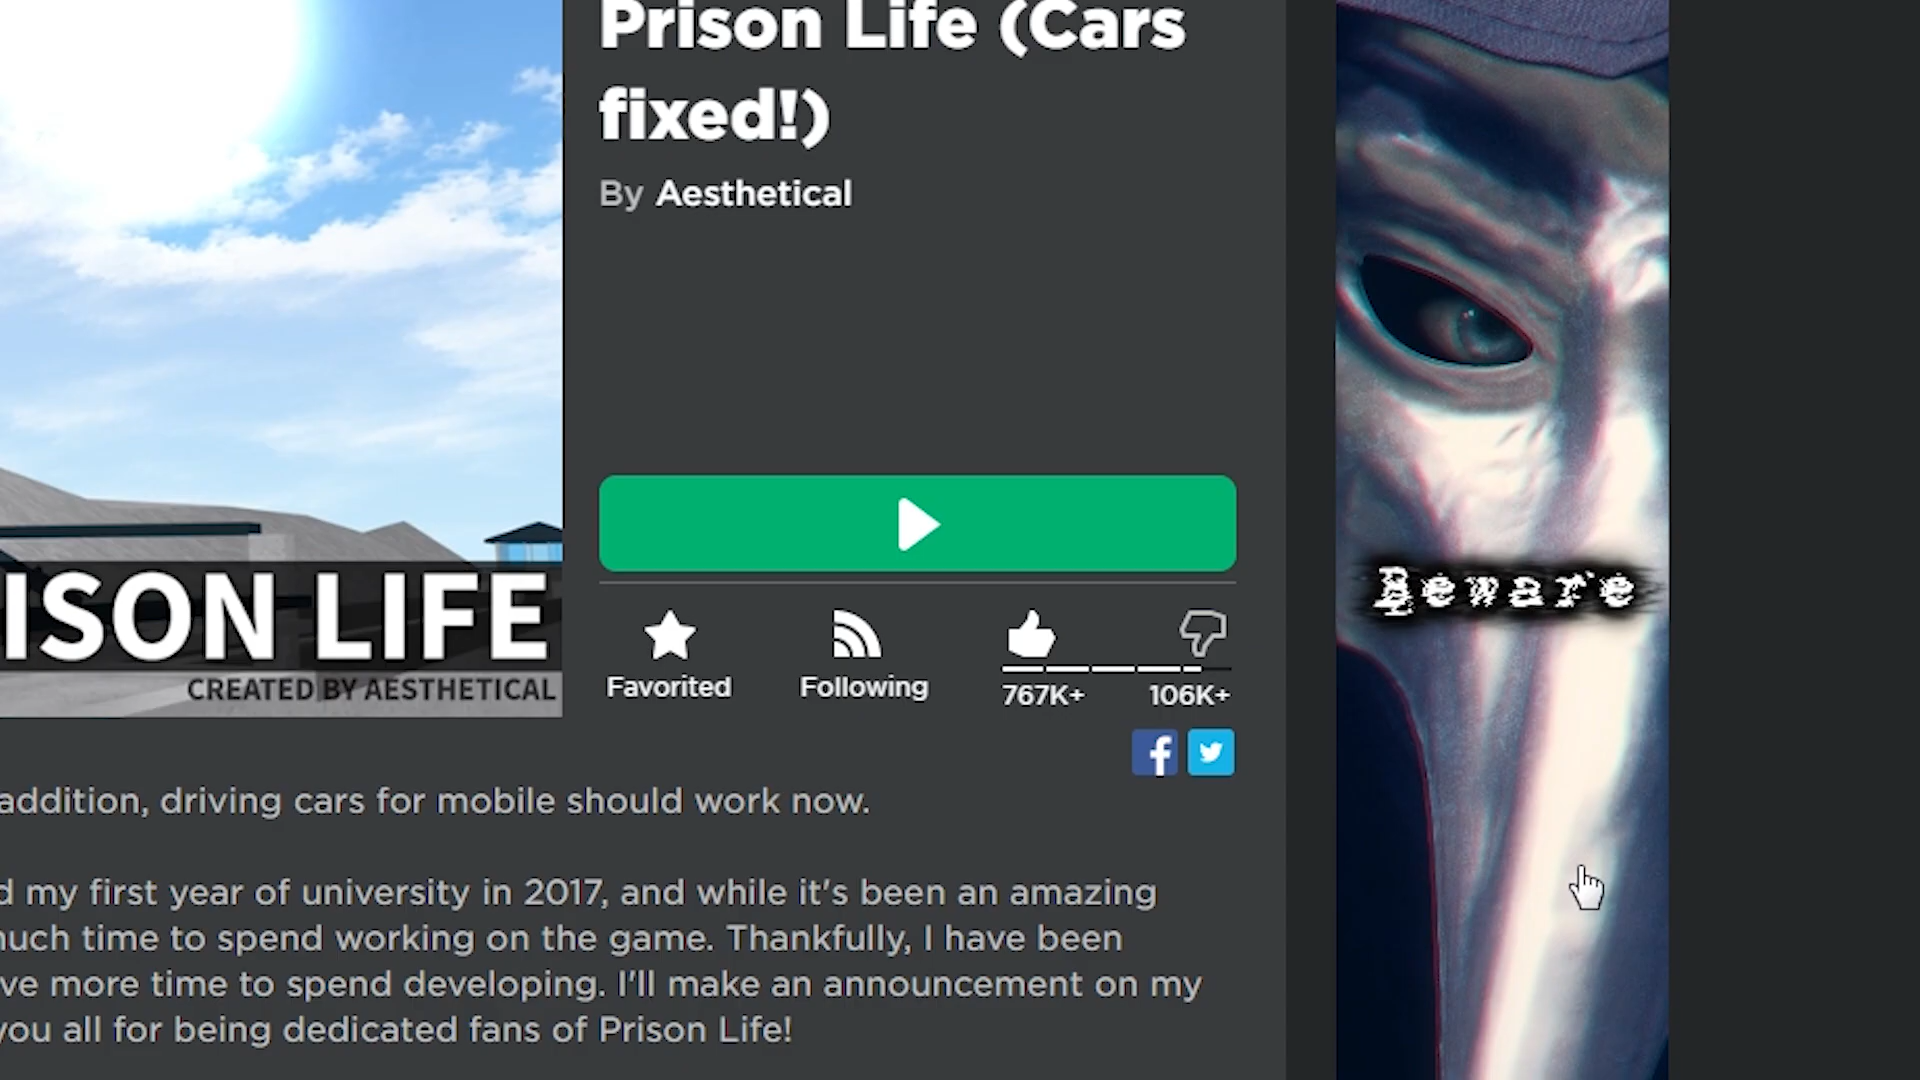 Prison Life (Cars
fixed!)
By Aesthetical
ISON LIFE
CREATED BY AESTHETICAL
Favorited
Following
767K+
106K+
addition, driving cars for mobile should work now.
d my first year of university in 2017, and while it's been an amazing
much time to spend working on the game. Thankfully, I have been
ve more time to spend developing. I'll make an announcement on my
you all for being dedicated fans of Prison Life!
Beware